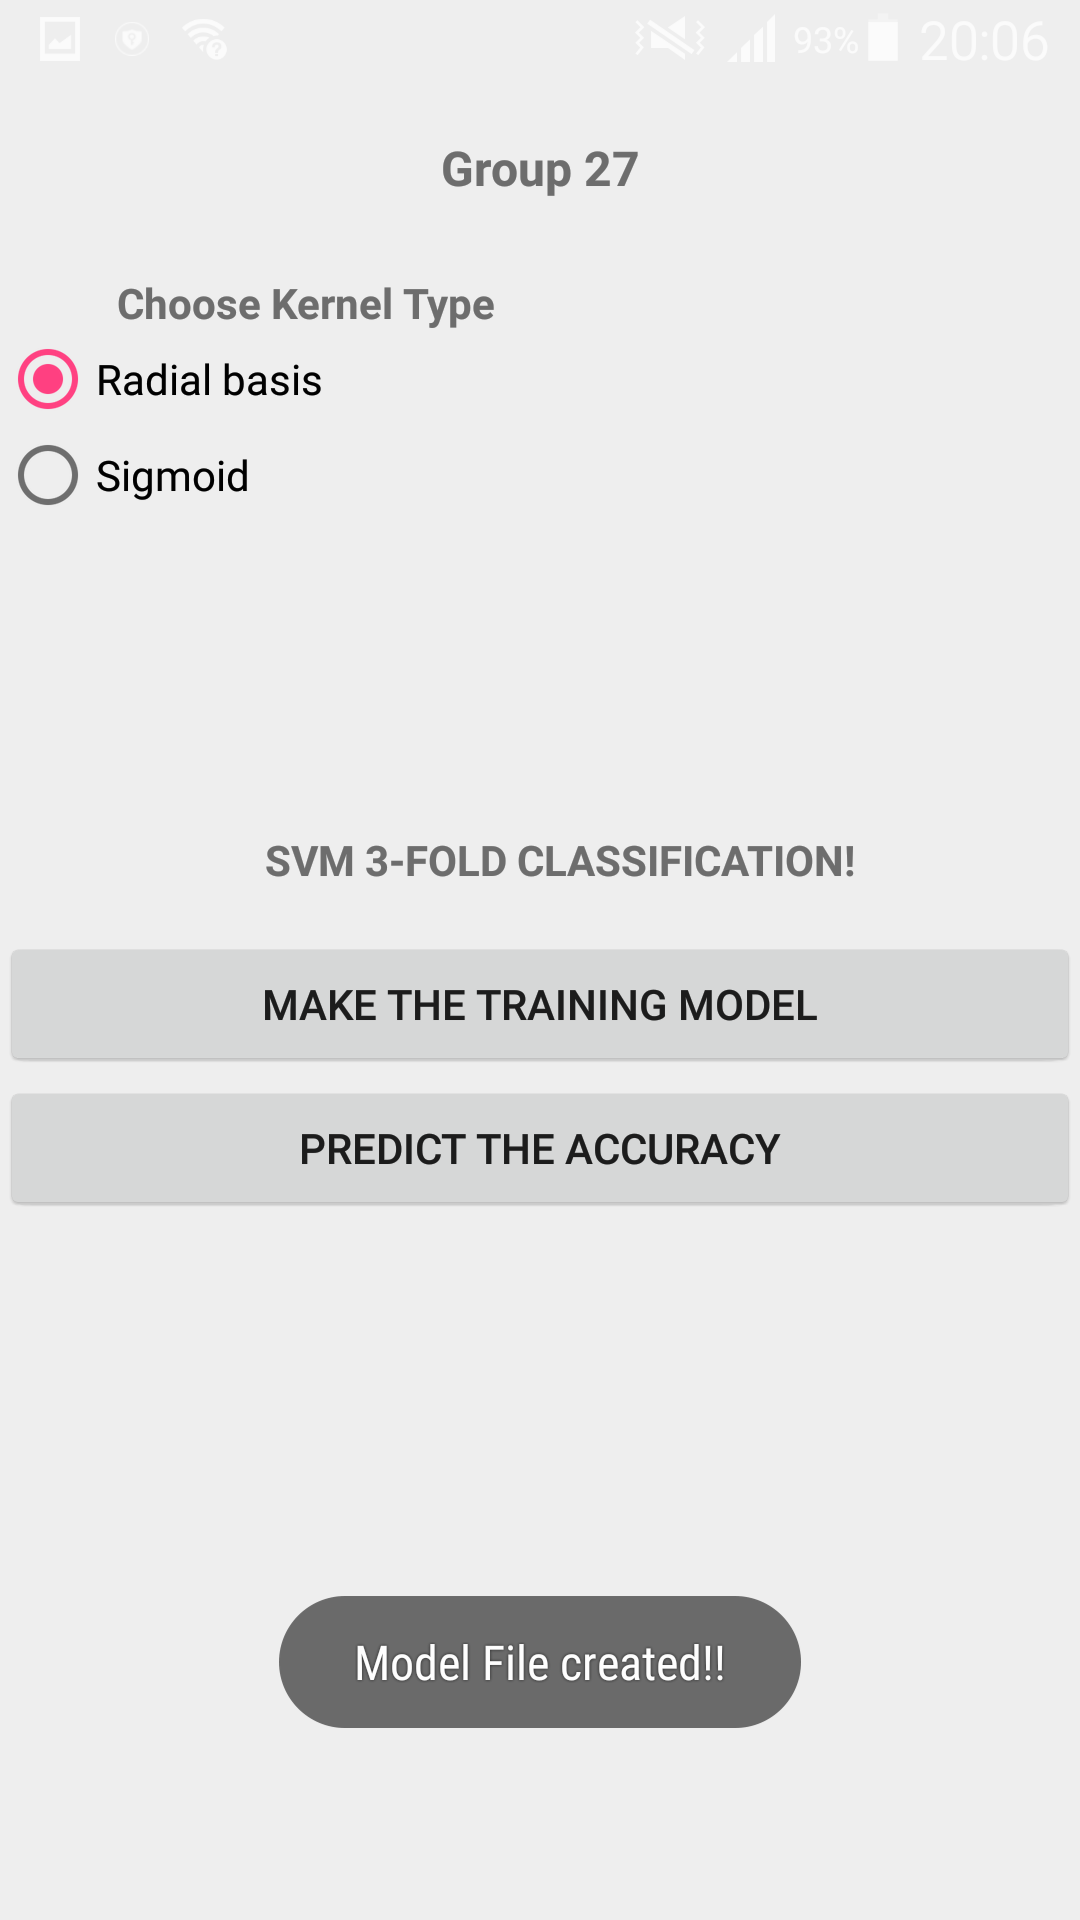 93% 20:06
Group 27
Choose Kernel Type
Radial basis
Sigmoid
SVM 3-FOLD CLASSIFICATION!
MAKE THE TRAINING MODEL
PREDICT THE ACCURACY
Model File created!!